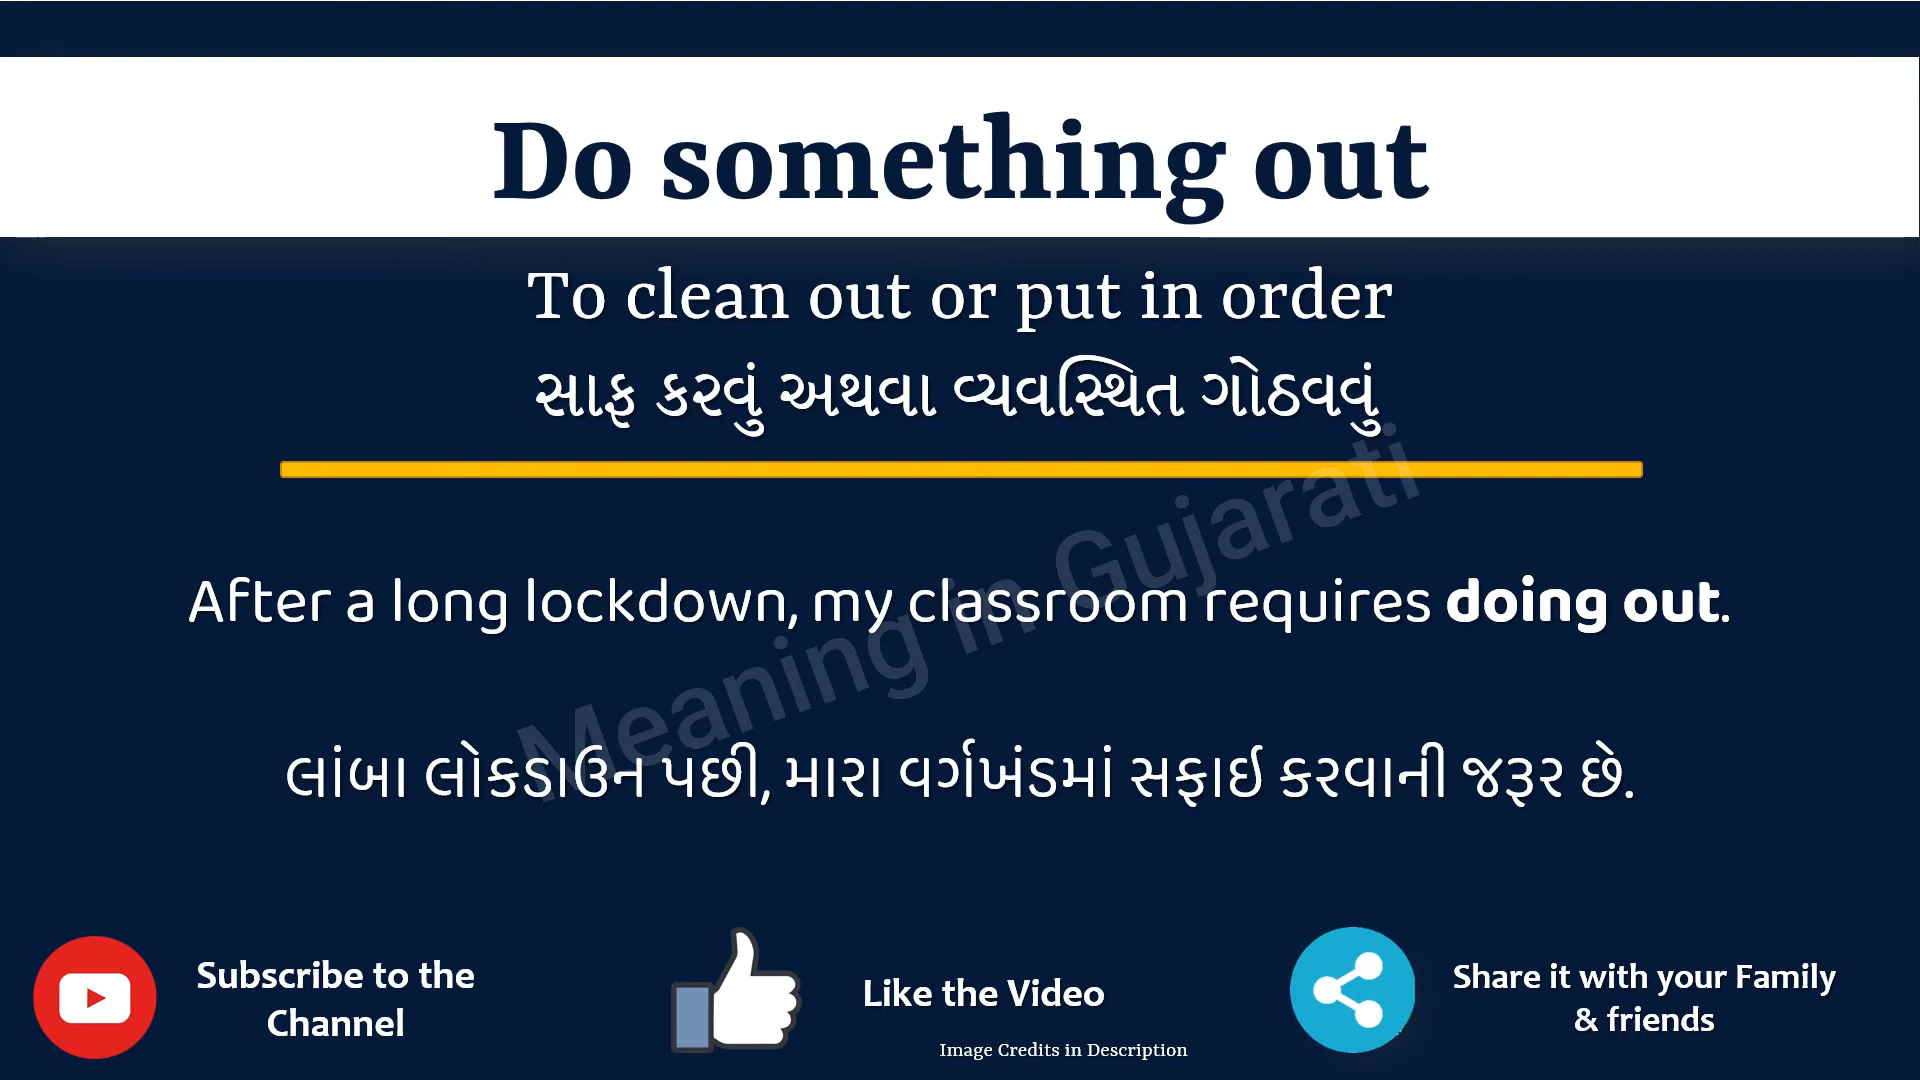 Do something out
To clean out or put in order
સાફ કરવું અથવા વ્યવસ્થિત ગોઠવવું
Meaning in Gujarati
After a long lockdown, my classroom requires doing out.
લાંબા લોકડાઉન પછી, મારા વર્ગખંડમાં સફાઈ કરવાની જરૂર છે.
Subscribe to the
Channel
Like the Video
Image Credits in Description
Share it with your Family
& friends